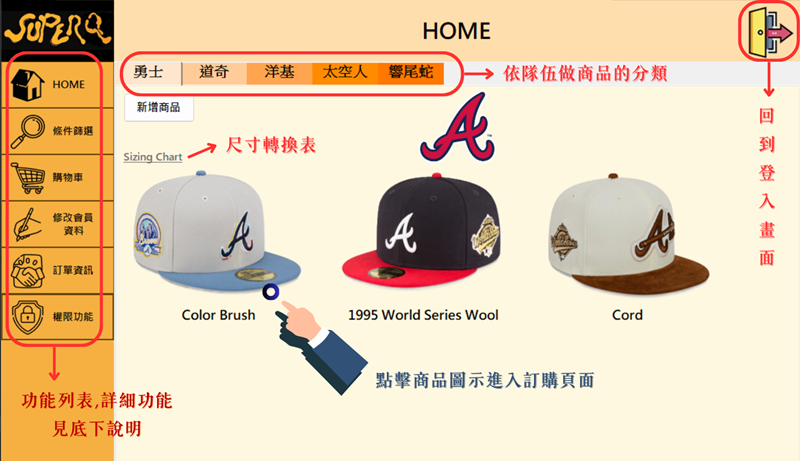 SUPERQ
HOME
勇士 道奇 洋基 太空人 響尾蛇
依隊伍做商品的分類
HOME
新增商品
條件篩選
Sizing Chart
尺寸轉換表
回到登入畫面
購物車
修改會員
資料
訂單資訊
權限功能
A
Color Brush
1995 World Series Wool
Cord
點擊商品圖示進入訂購頁面
功能列表,詳細功能
見底下說明